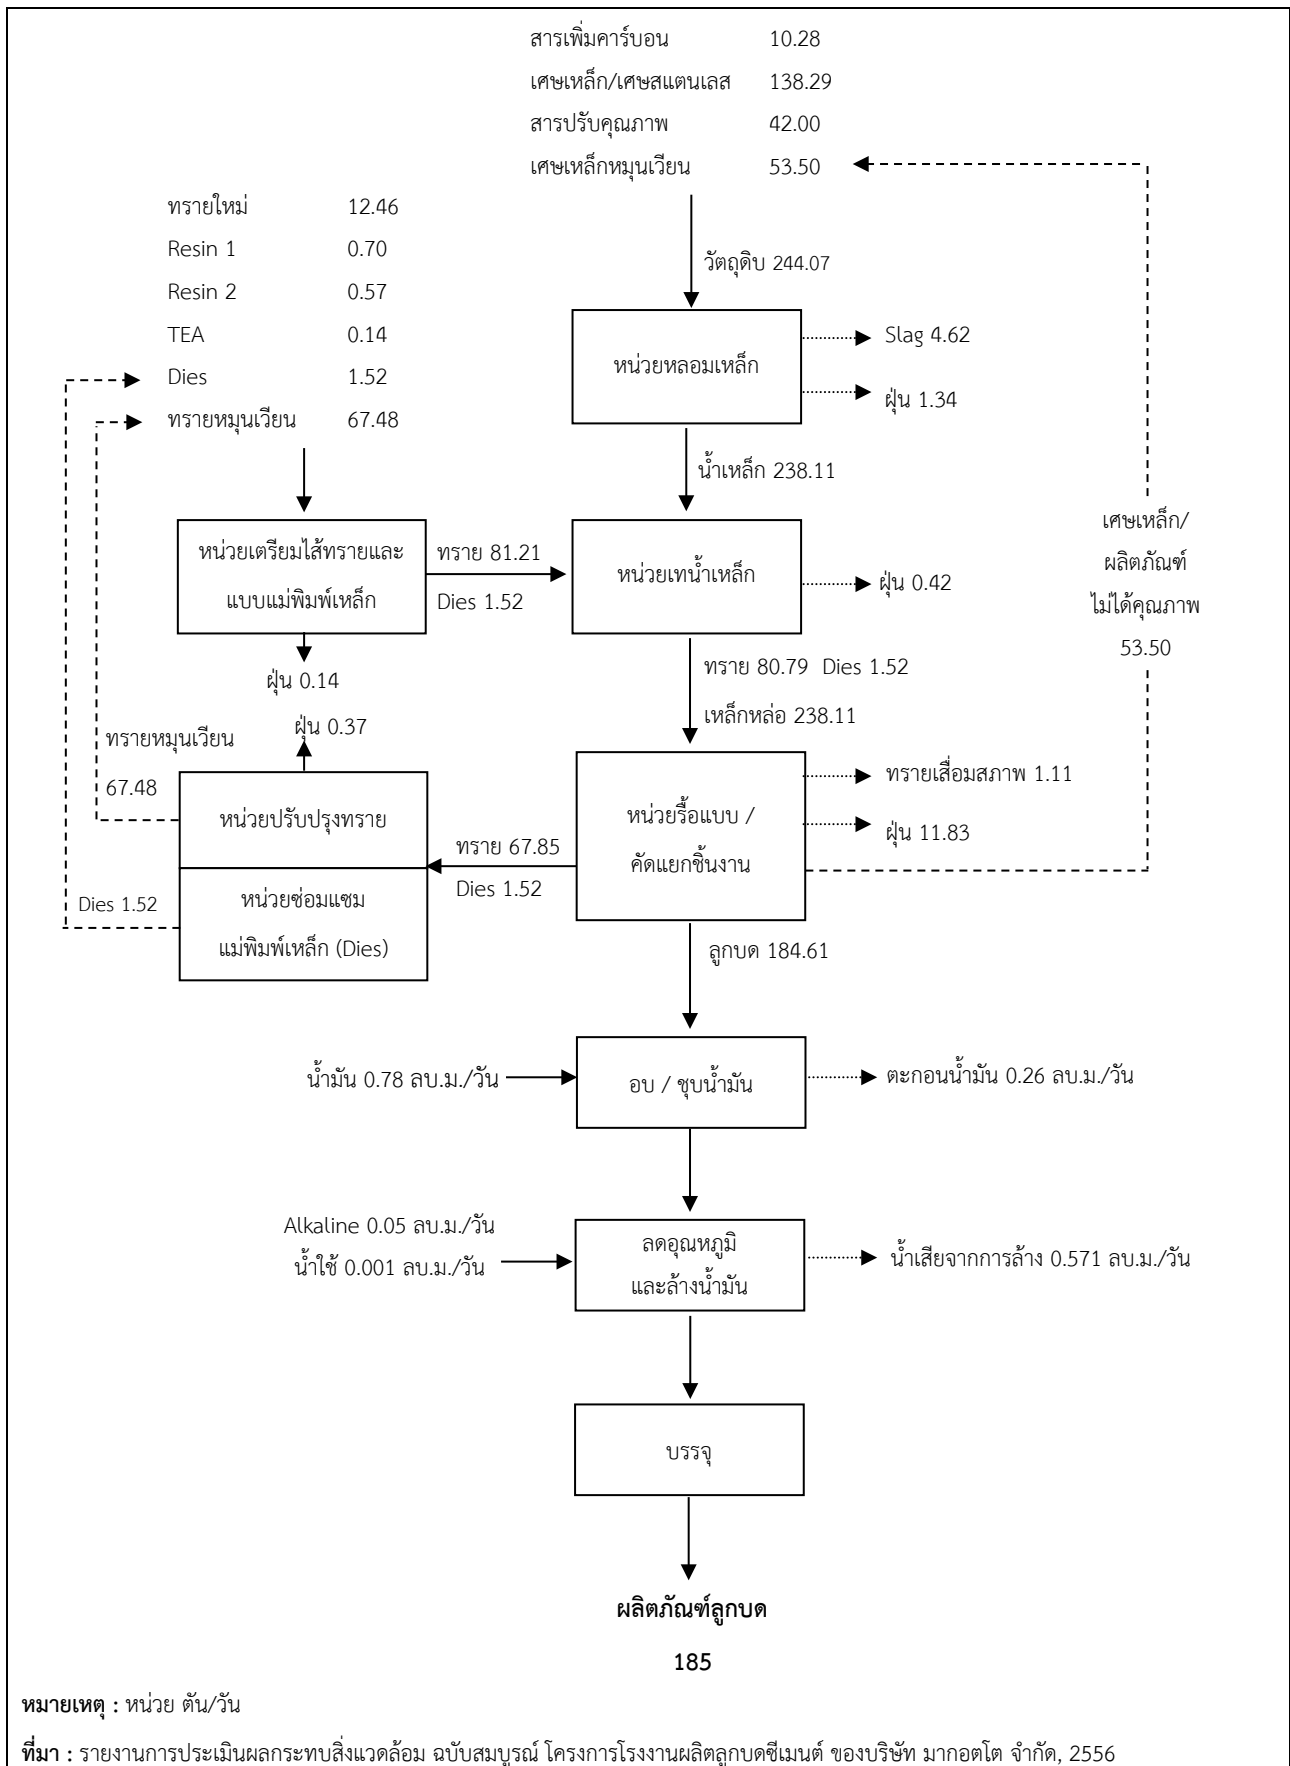 สารเพิ่มคาร์บอน 10.28
เศษเหล็ก/เศษสแตนเลส 138.29
สารปรับคุณภาพ 42.00
เศษเหล็กหมุนเวียน 53.50
ทรายใหม่ 12.46
Resin 1 0.70
Resin 2 0.57
TEA 0.14
Dies 1.52
ทรายหมุนเวียน 67.48
วัตถุดิบ 244.07
หน่วยหลอมเหล็ก
Slag 4.62
ฝุ่น 1.34
น้ำเหล็ก 238.11
หน่วยเตรียมไส้ทรายและ
แบบแม่พิมพ์เหล็ก
ทราย 81.21
Dies 1.52
หน่วยเทน้ำเหล็ก
ฝุ่น 0.42
เศษเหล็ก/
ผลิตภัณฑ์
ไม่ได้คุณภาพ
53.50
ฝุ่น 0.14
ทราย 80.79 Dies 1.52
เหล็กหล่อ 238.11
ฝุ่น 0.37
ทรายหมุนเวียน
67.48
หน่วยปรับปรุงทราย
ทราย 67.85
Dies 1.52
หน่วยรื้อแบบ /
คัดแยกชิ้นงาน
ทรายเสื่อมสภาพ 1.11
ฝุ่น 11.83
Dies 1.52
หน่วยซ่อมแซม
แม่พิมพ์เหล็ก (Dies)
ลูกบด 184.61
น้ำมัน 0.78 ลบ.ม./วัน
อบ / ชุบน้ำมัน
ตะกอนน้ำมัน 0.26 ลบ.ม./วัน
Alkaline 0.05 ลบ.ม./วัน
น้ำใช้ 0.001 ลบ.ม./วัน
ลดอุณหภูมิ
และล้างน้ำมัน
น้ำเสียจากการล้าง 0.571 ลบ.ม./วัน
บรรจุ
ผลิตภัณฑ์ลูกบด
185
หมายเหตุ : หน่วย ตัน/วัน
ที่มา : รายงานการประเมินผลกระทบสิ่งแวดล้อม ฉบับสมบูรณ์ โครงการโรงงานผลิตลูกบดซีเมนต์ ของบริษัท มากอตโต จำกัด, 2556